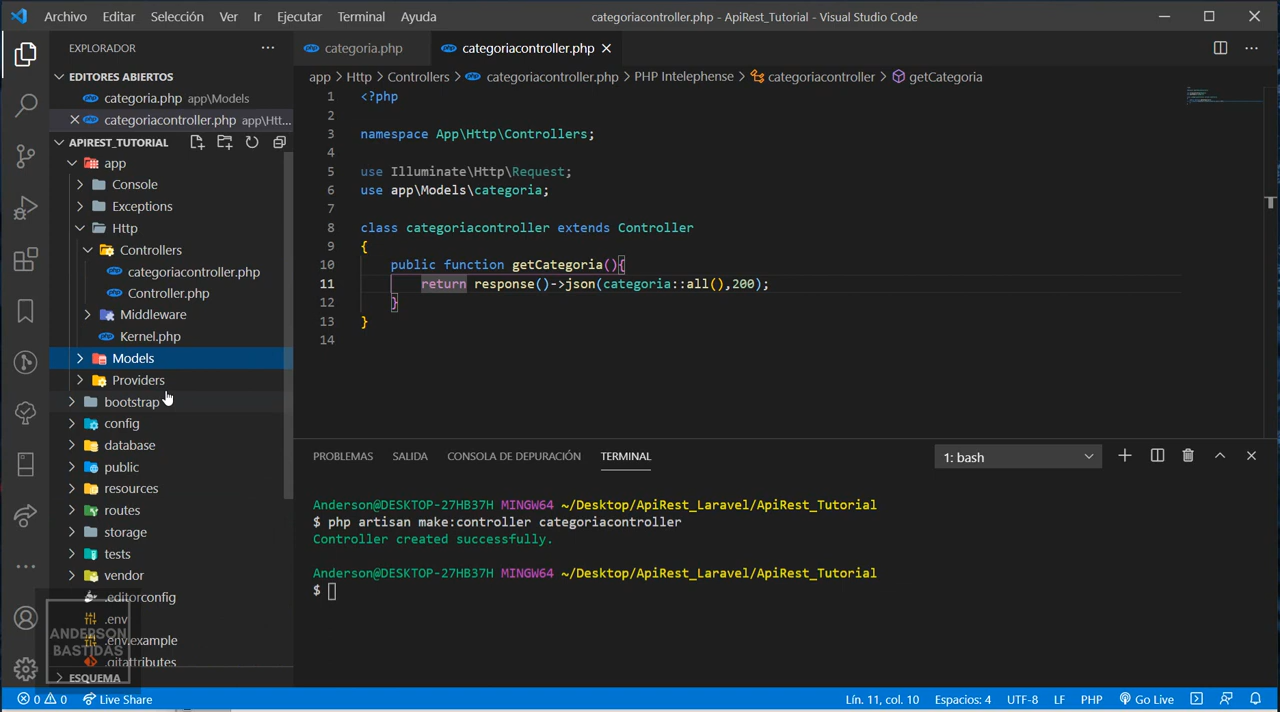 Archivo Editar Selección Ver Ir Ejecutar Terminal Ayuda categoriacontroller.php - ApiRest_Tutorial - Visual Studio Code
EXPLORADOR
EDITORES ABIERTOS
categoria.php app\Models
categoriacontroller.php app\Htt...
APIREST_TUTORIAL
app
Console
Exceptions
Http
Controllers
categoriacontroller.php
Controller.php
Middleware
Kernel.php
Models
Providers
bootstrap
config
database
public
resources
routes
storage
tests
vendor
.editorconfig
.env
.env.example
.gitattributes
ESQUEMA
ANDERSON
BASTIDAS
categoria.php categoriacontroller.php
app > Http > Controllers > categoriacontroller.php > PHP Intelephense > categoriacontroller > getCategoria
1 <?php
2
3 namespace App\Http\Controllers;
4
5 use Illuminate\Http\Request;
6 use app\Models\categoria;
7
8 class categoriacontroller extends Controller
9 {
10 public function getCategoria(){
11 return response()->json(categoria::all(),200);
12 }
13 }
14
PROBLEMAS SALIDA CONSOLA DE DEPURACIÓN TERMINAL 1: bash
Anderson@DESKTOP-27HB37H MINGW64 ~/Desktop/ApiRest_Laravel/ApiRest_Tutorial
$ php artisan make:controller categoriacontroller
Controller created successfully.
Anderson@DESKTOP-27HB37H MINGW64 ~/Desktop/ApiRest_Laravel/ApiRest_Tutorial
$
0 0 Live Share Lín. 11, col. 10 Espacios: 4 UTF-8 LF PHP Go Live